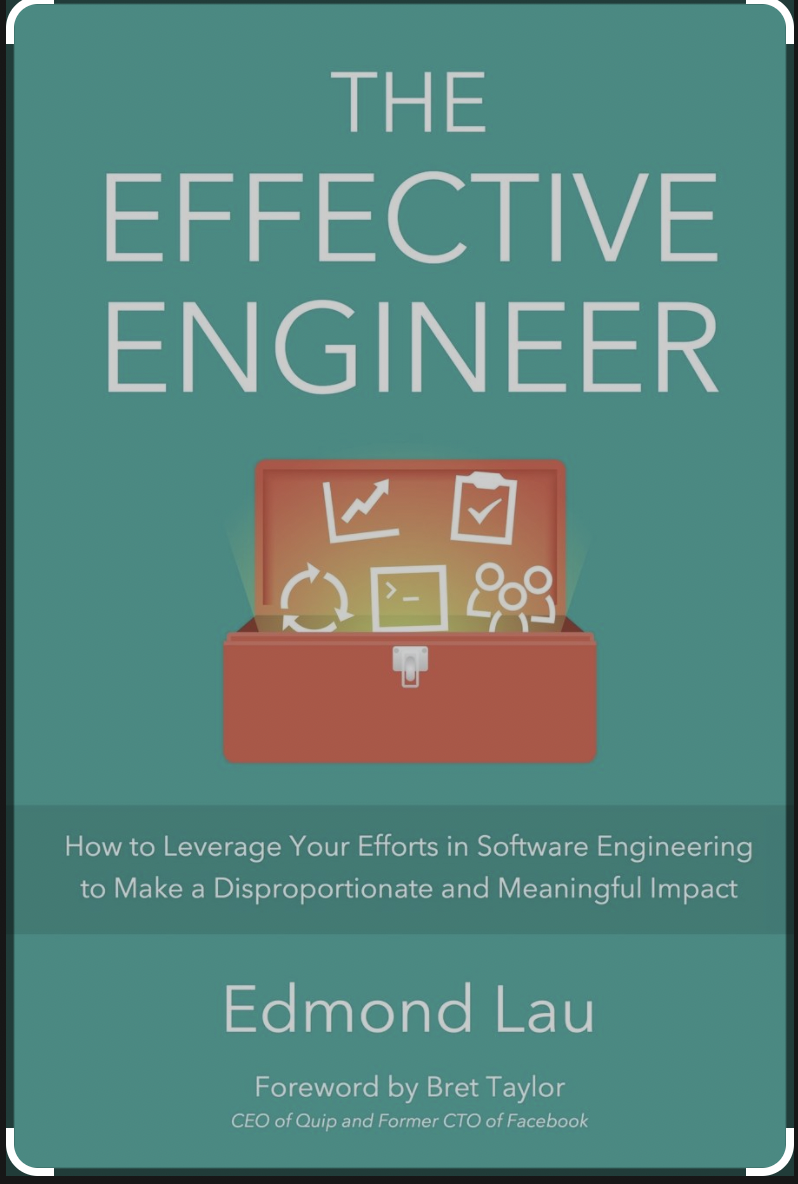 THE
EFFECTIVE
ENGINEER
>_
How to Leverage Your Efforts in Software Engineering
to Make a Disproportionate and Meaningful Impact
Edmond Lau
Foreword by Bret Taylor
CEO of Quip and Former CTO of Facebook